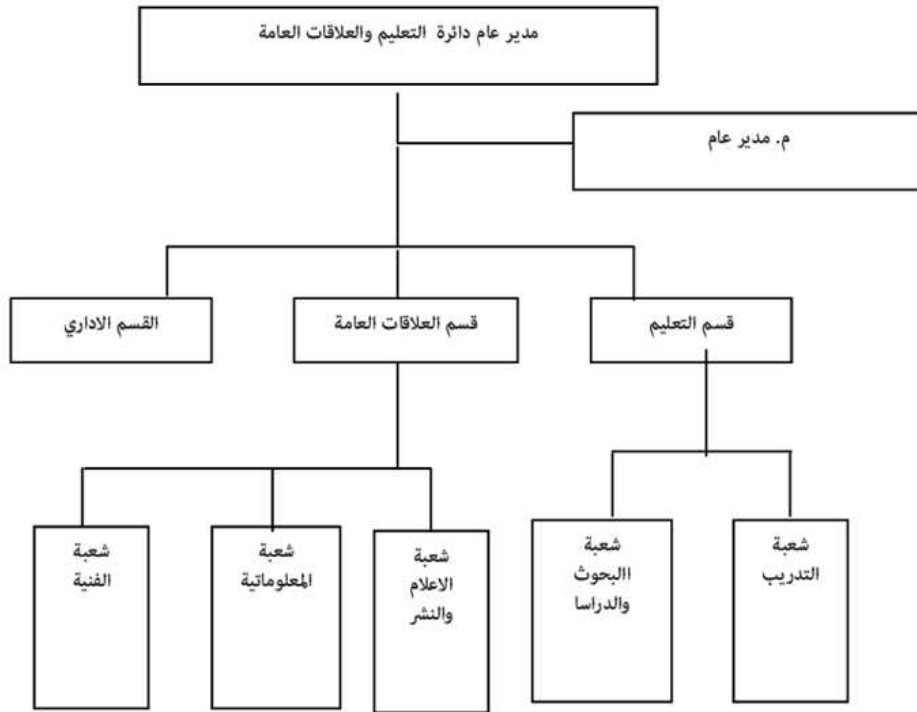 مدير عام دائرة التعليم والعلاقات العامة
م. مدير عام
قسم التعليم
قسم العلاقات العامة
القسم الاداري
شعبة
التدريب
شعبة
االبحوث
والدراسا
شعبة
الاعلام
والنشر
شعبة
المعلوماتية
شعبة
الفنية